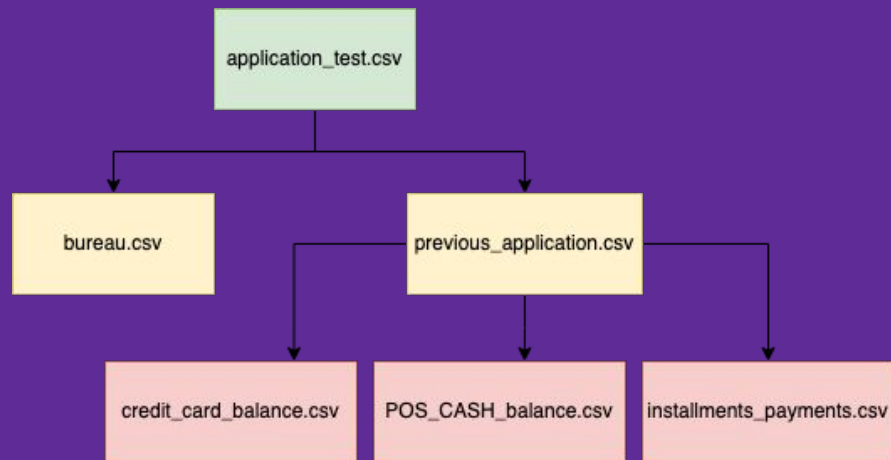 application_test.csv
bureau.csv
previous_application.csv
credit_card_balance.csv
POS_CASH_balance.csv
installments_payments.csv